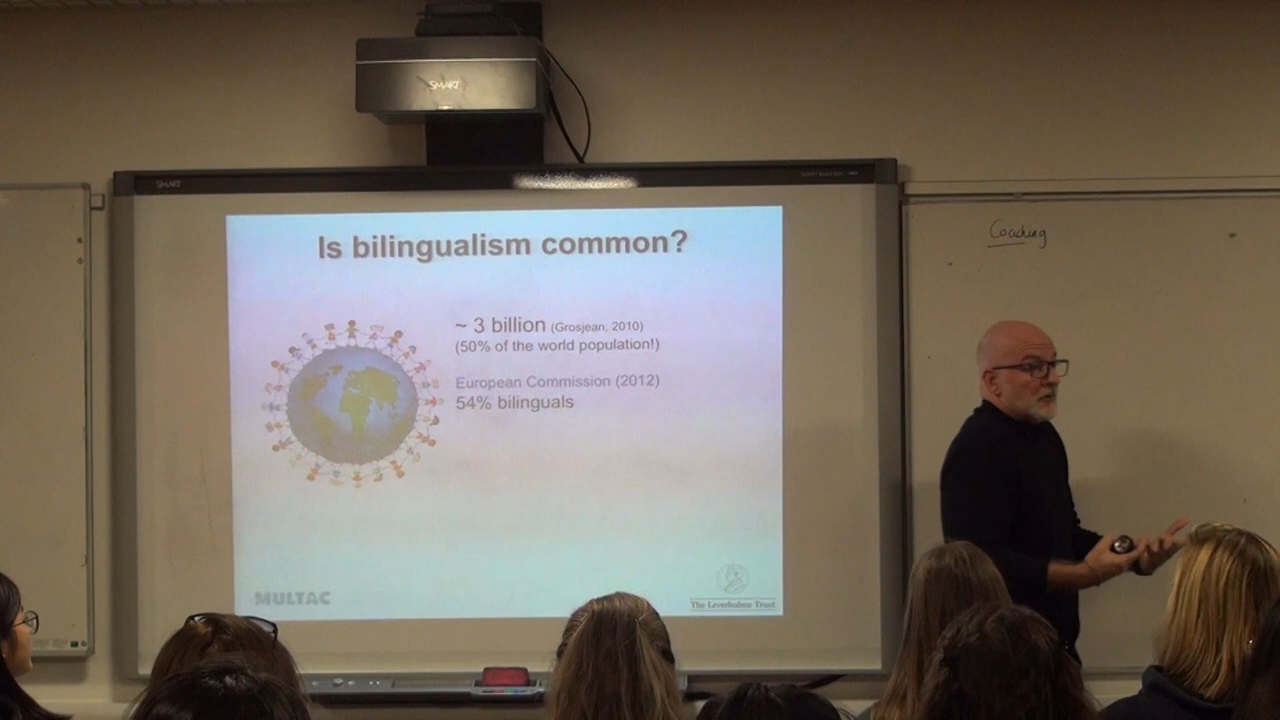 SMART
SMART
Is bilingualism common?
~ 3 billion (Grosjean, 2010)
(50% of the world population!)
European Commission (2012)
54% bilinguals
MULTAC
The Leverhulme Trust
Coaching